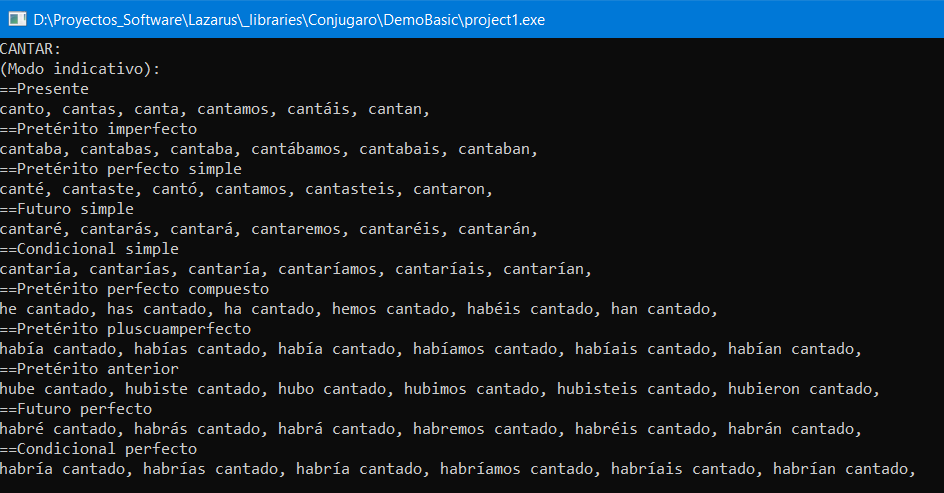 D:\Proyectos_Software\Lazarus\_libraries\Conjugaro\DemoBasic\project1.exe
CANTAR:
(Modo indicativo):
==Presente
canto, cantas, canta, cantamos, cantáis, cantan,
==Pretérito imperfecto
cantaba, cantabas, cantaba, cantábamos, cantabais, cantaban,
==Pretérito perfecto simple
canté, cantaste, cantó, cantamos, cantasteis, cantaron,
==Futuro simple
cantaré, cantarás, cantará, cantaremos, cantaréis, cantarán,
==Condicional simple
cantaría, cantarías, cantaría, cantaríamos, cantaríais, cantarían,
==Pretérito perfecto compuesto
he cantado, has cantado, ha cantado, hemos cantado, habéis cantado, han cantado,
==Pretérito pluscuamperfecto
había cantado, habías cantado, había cantado, habíamos cantado, habíais cantado, habían cantado,
==Pretérito anterior
hube cantado, hubiste cantado, hubo cantado, hubimos cantado, hubisteis cantado, hubieron cantado,
==Futuro perfecto
habré cantado, habrás cantado, habrá cantado, habremos cantado, habréis cantado, habrán cantado,
==Condicional perfecto
habría cantado, habrías cantado, habría cantado, habríamos cantado, habríais cantado, habrían cantado,